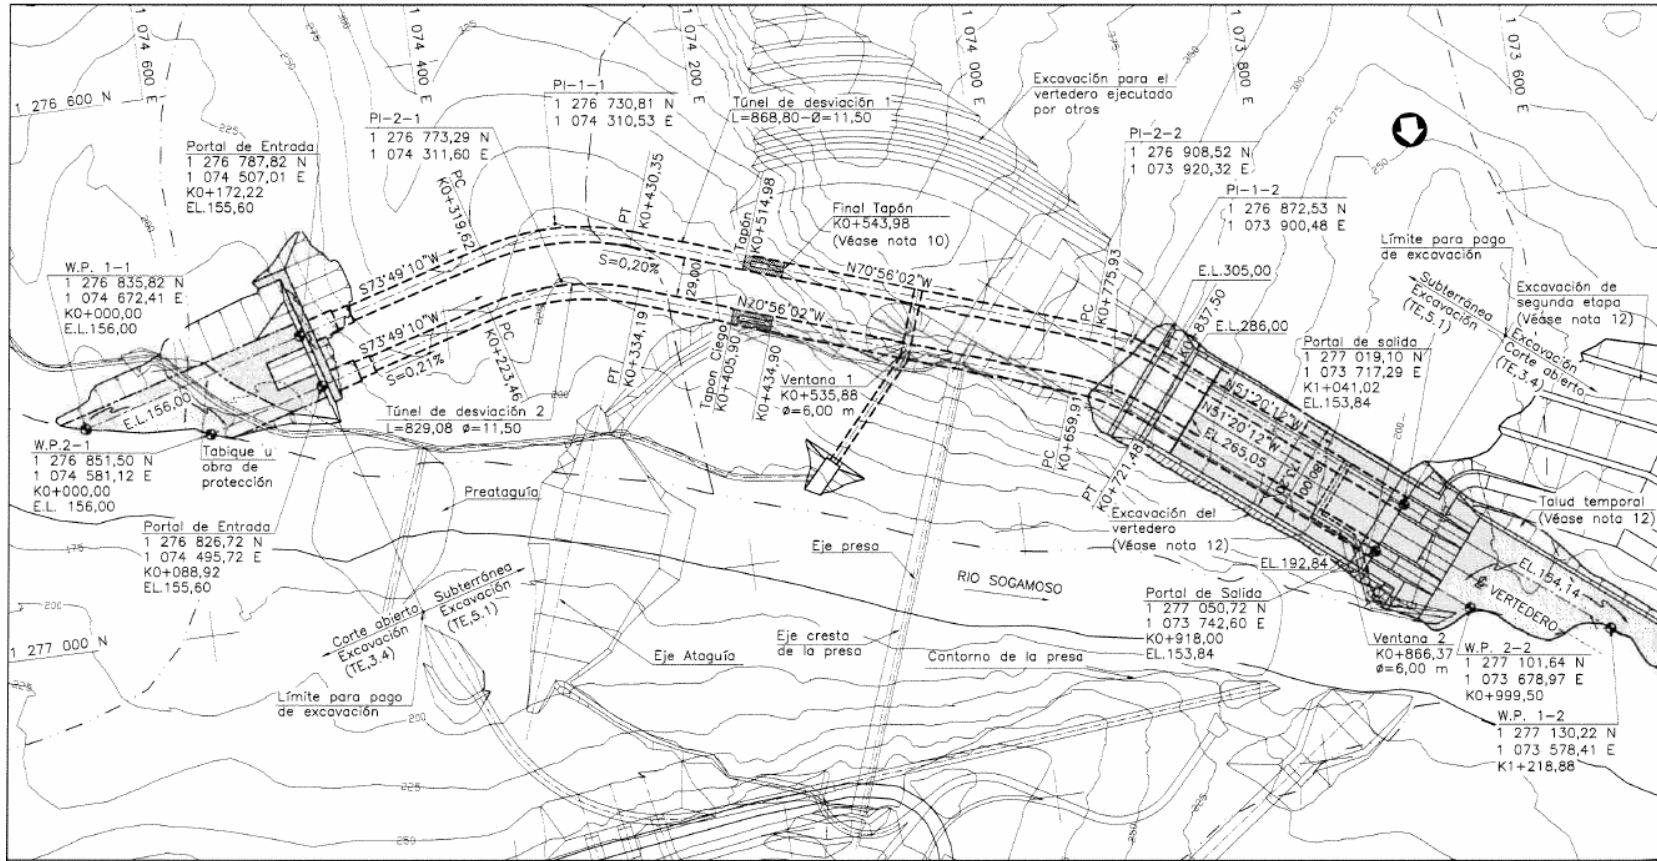 1 074 600 E
1 074 400 E
1 074 200 E
1 074 000 E
1 073 800 E
1 073 600 E
1 276 600 N
1 277 000 N
Portal de Entrada
1 276 787,82 N
1 074 507,01 E
K0+172,22
EL.155,60
PI-2-1
1 276 773,29 N
1 074 311,60 E
PI-1-1
1 276 730,81 N
1 074 310,53 E
Túnel de desviación 1
L=868,80-Ø=11,50
Excavación para el
vertedero ejecutado
por otros
PI-2-2
1 276 908,52 N
1 073 920,32 E
PI-1-2
1 276 872,53 N
1 073 900,48 E
Límite para pago
de excavación
Subterránea
Excavación
(TE,5.1)
Excavación
Corte abierto
(TE,3.4)
Excavación de
segunda etapa
(Véase nota 12)
W.P. 1-1
1 276 835,82 N
1 074 672,41 E
K0+000,00
E.L.156,00
PC
K0+319,62
PT
K0+430,35
Tapón
K0+514,98
Final Tapón
K0+543,98
(Véase nota 10)
S73°49'10"W
S=0,20%
29,00
N70°56'02"W
PC
K0+775,93
E.L.305,00
PT
K0+837,50
E.L.286,00
Portal de salida
1 277 019,10 N
1 073 717,29 E
K1+041,02
EL.153,84
S73°49'10"W
S=0.21%
PC
K0+223,46
PT
K0+334,19
N70°56'02"W
Tapon Ciego
K0+405,90
K0+434,90
Ventana 1
K0+535,88
ø=6,00 m
PC
K0+659,91
PT
K0+721,48
N51°20'12"W
N51°20'12"W
EL.265,05
E.L.156,00
Túnel de desviación 2
L=829,08 ø=11,50
W.P.2-1
1 276 851,50 N
1 074 581,12 E
K0+000,00
E.L. 156,00
Tabique u
obra de
protección
Preataguía
Portal de Entrada
1 276 826,72 N
1 074 495,72 E
K0+088,92
EL.155,60
Corte abierto
Excavación
(TE,3.4)
Subterránea
Excavación
(TE,5.1)
Límite para pago
de excavación
Eje Ataguía
Eje presa
Eje cresta
de la presa
Contorno de la presa
RIO SOGAMOSO
Excavación del
vertedero
(Véase nota 12)
EL.192,84
Portal de Salida
1 277 050,72 N
1 073 742,60 E
K0+918,00
EL.153,84
Talud temporal
(Véase nota 12)
EL.154,14
VERTEDERO
Ventana 2
K0+866,37
ø=6,00 m
W.P. 2-2
1 277 101,64 N
1 073 678,97 E
K0+999,50
W.P. 1-2
1 277 130,22 N
1 073 578,41 E
K1+218,88